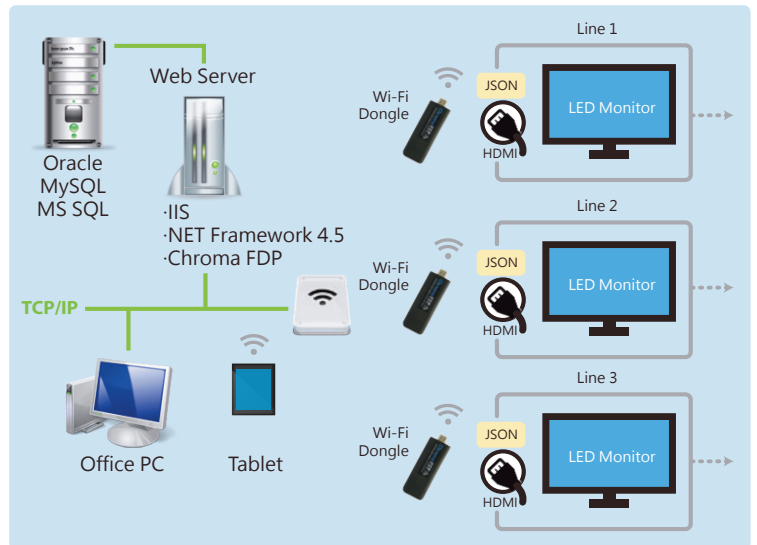 Oracle
MySQL
MS SQL
Web Server
·IIS
·NET Framework 4.5
·Chroma FDP
TCP/IP
Office PC
Tablet
Line 1
Wi-Fi
Dongle
JSON
HDMI
LED Monitor
Line 2
Wi-Fi
Dongle
JSON
HDMI
LED Monitor
Line 3
Wi-Fi
Dongle
JSON
HDMI
LED Monitor